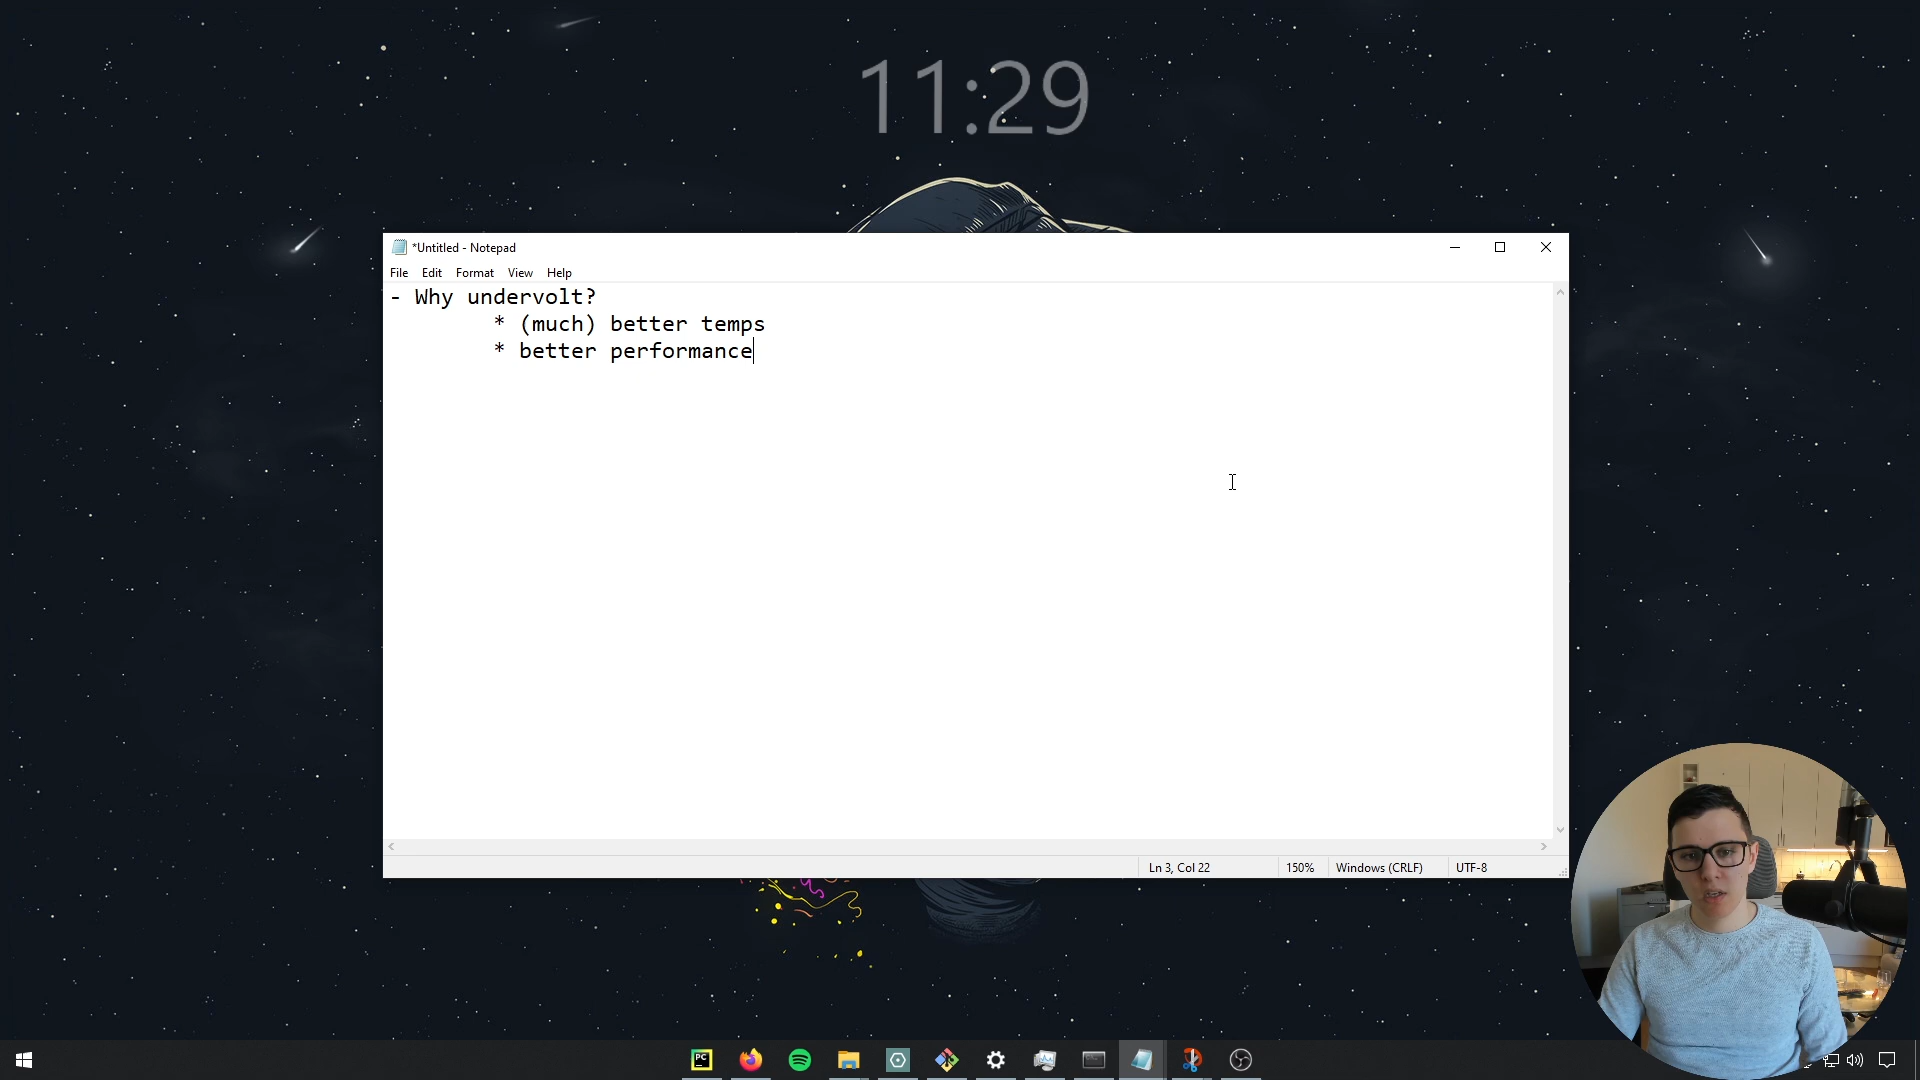 11:29
*Untitled - Notepad
File Edit Format View Help
- Why undervolt?
* (much) better temps
* better performance
Ln 3, Col 22 150% Windows (CRLF) UTF-8
PC